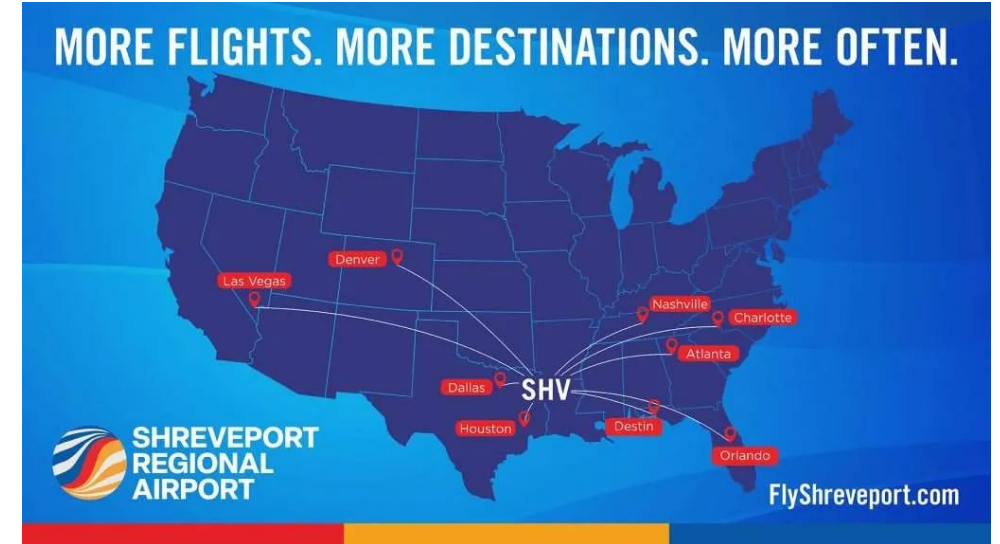 MORE FLIGHTS. MORE DESTINATIONS. MORE OFTEN.
Denver
Las Vegas
Nashville
Charlotte
Atlanta
Dallas
SHV
Houston
Destin
Orlando
SHREVEPORT
REGIONAL
AIRPORT
FlyShreveport.com